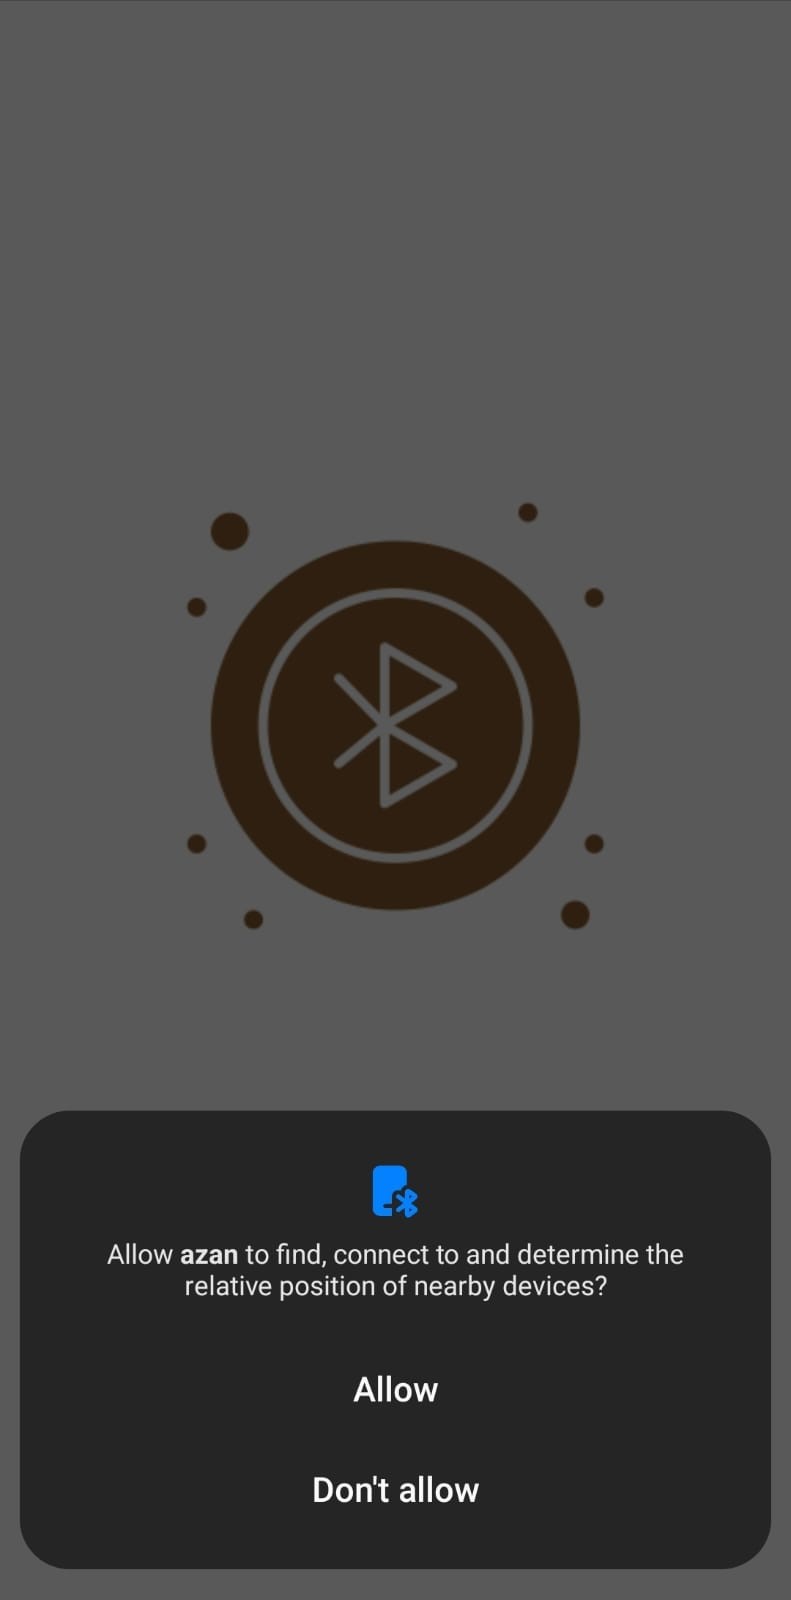 Allow azan to find, connect to and determine the
relative position of nearby devices?
Allow
Don't allow